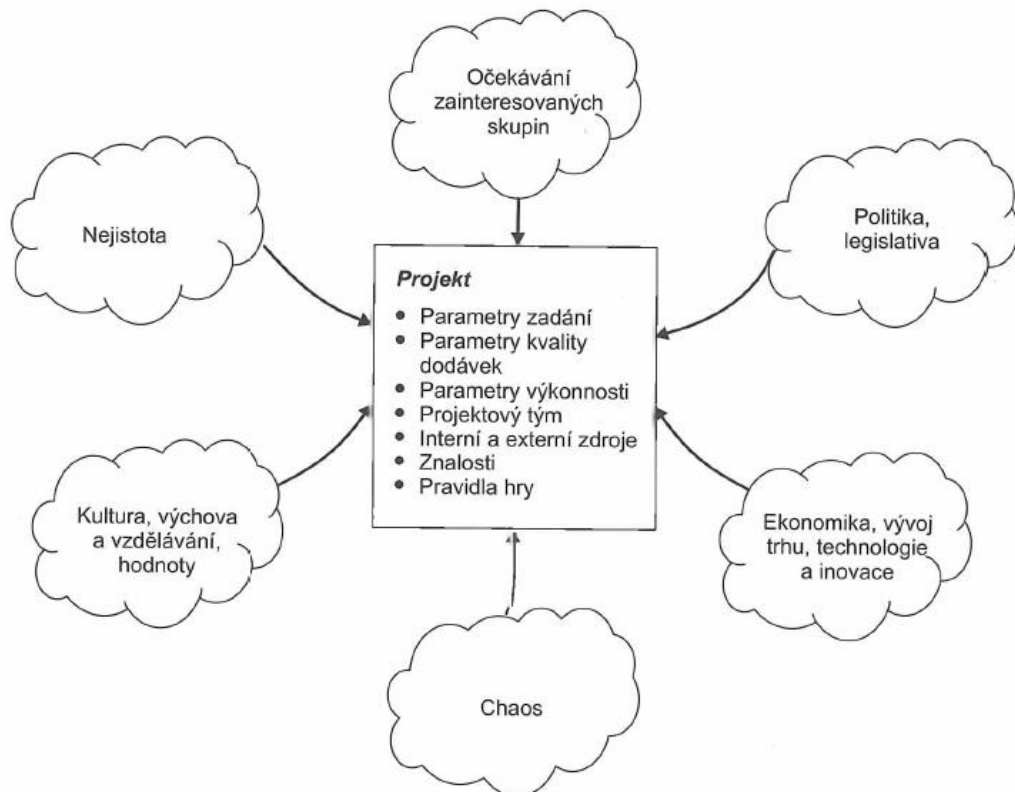 Očekávání
zainteresovaných
skupin
Nejistota
Politika,
legislativa
Projekt
• Parametry zadání
• Parametry kvality
dodávek
• Parametry výkonnosti
• Projektový tým
• Interní a externí zdroje
• Znalosti
• Pravidla hry
Kultura, výchova
a vzdělávání,
hodnoty
Ekonomika, vývoj
trhu, technologie
a inovace
Chaos